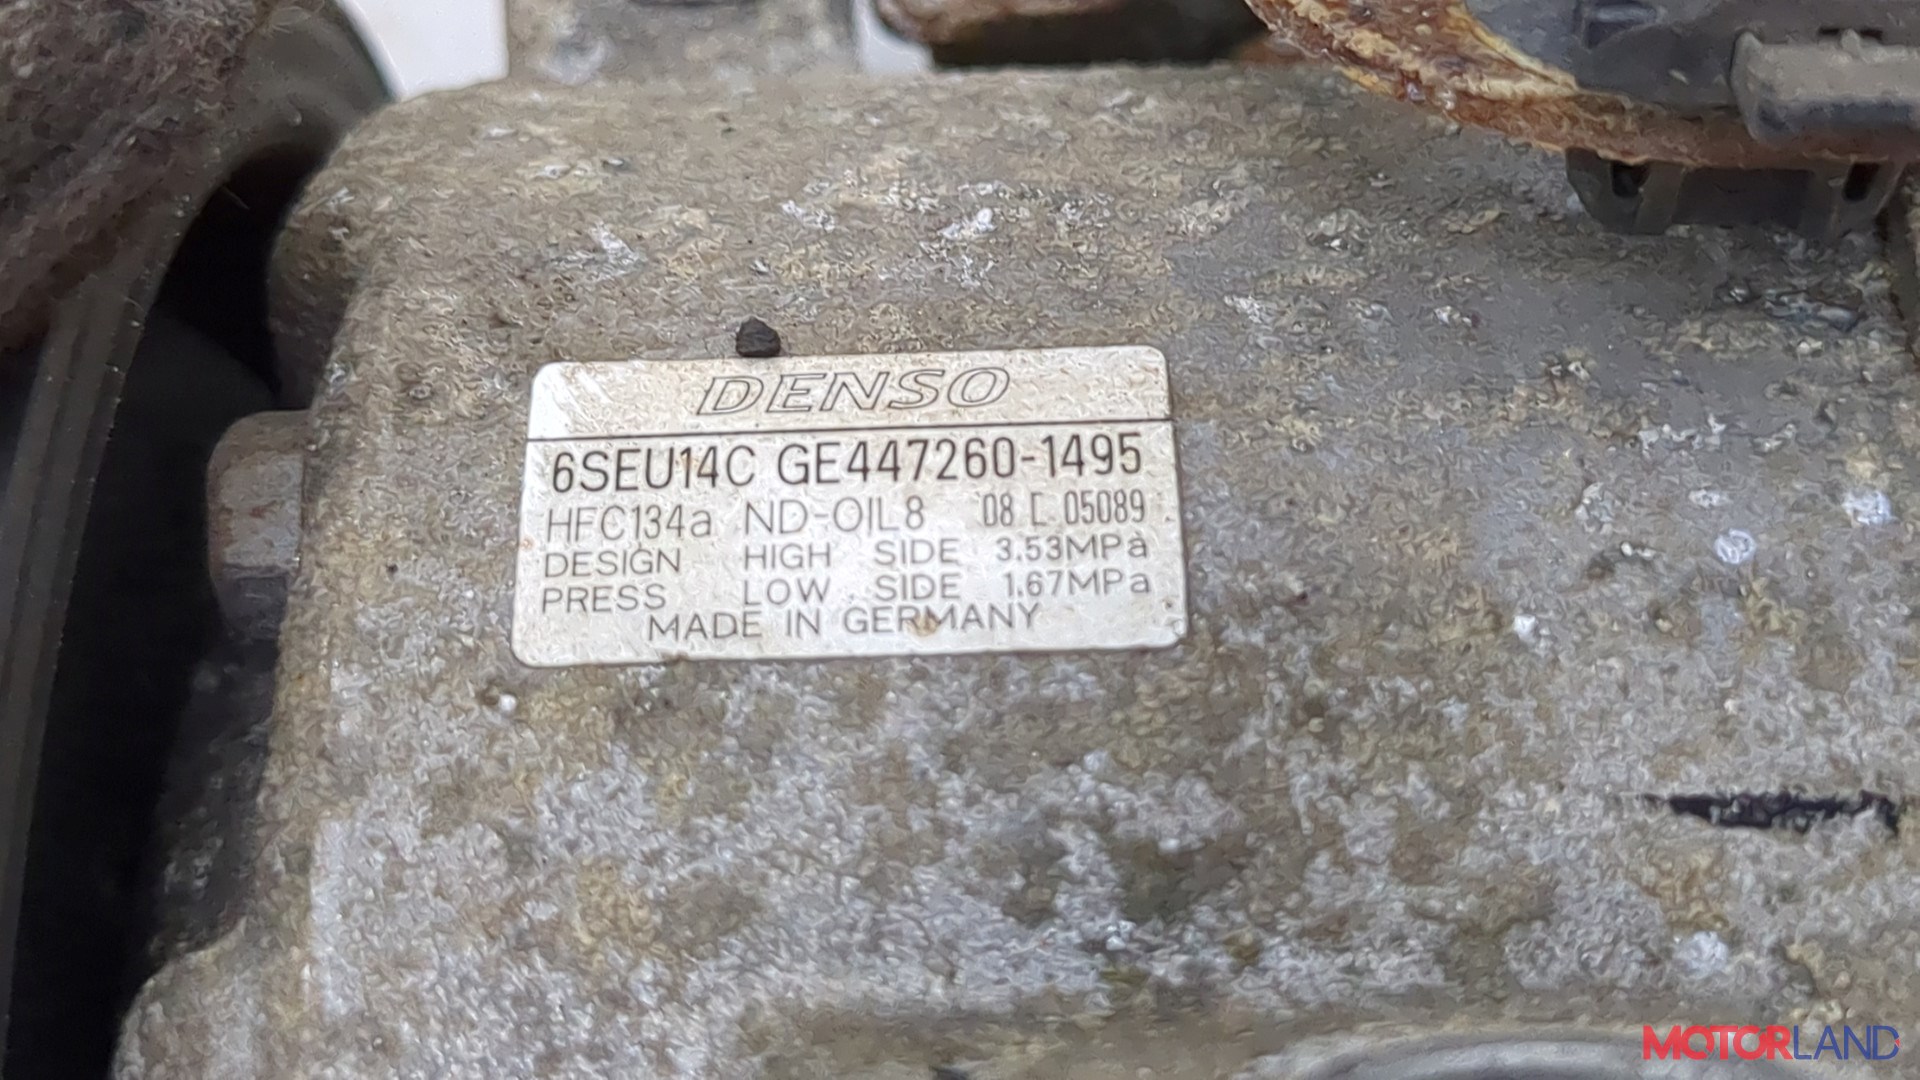 DENSO
6SEU14C GE447260-1495
HFC134a ND-OIL8 08 C 05089
DESIGN HIGH SIDE 3.53MPa
PRESS LOW SIDE 1.67MPa
MADE IN GERMANY
MOTORLAND